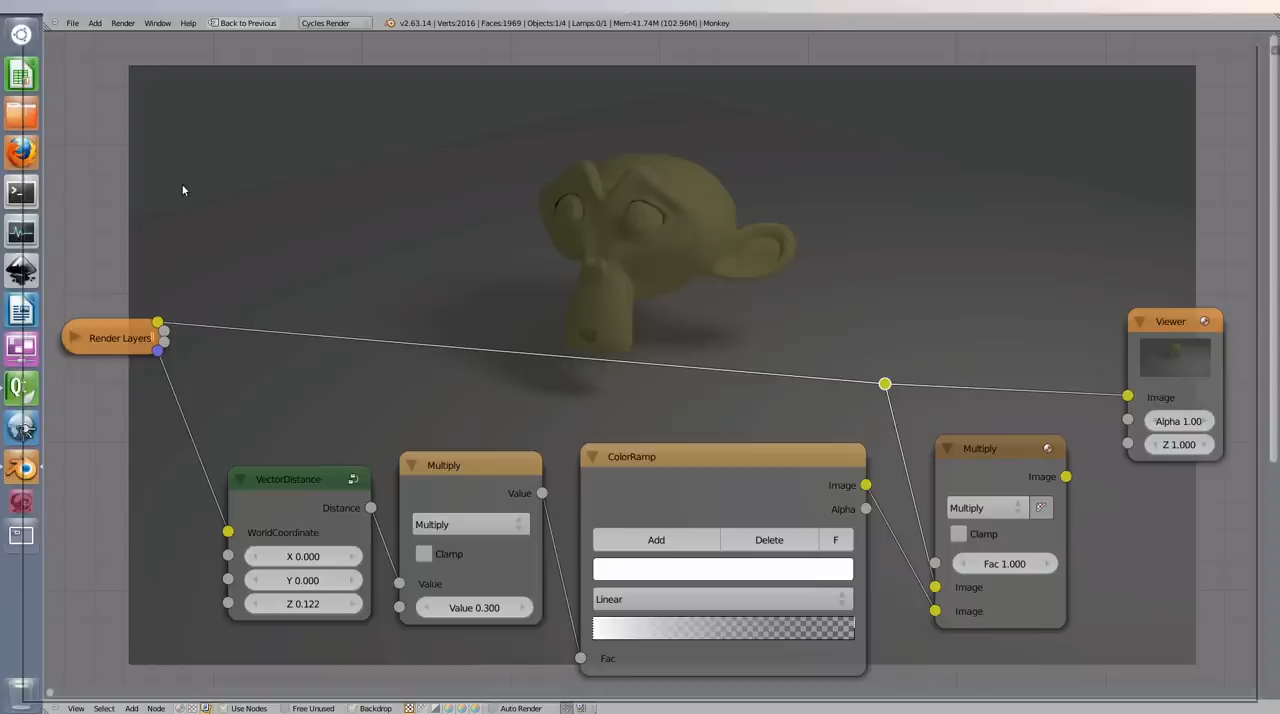 File Add Render Window Help Back to Previous Cycles Render v2.63.14 | Verts:2016 | Faces:1969 | Objects:1/4 | Lamps:0/1 | Mem:41.74M (102.96M) | Monkey
Render Layers
Viewer
Image
Alpha 1.00
Z 1.000
VectorDistance
Distance
WorldCoordinate
X 0.000
Y 0.000
Z 0.122
Multiply
Value
Multiply
Clamp
Value
Value 0.300
ColorRamp
Image
Alpha
Add Delete F
Linear
Fac
Multiply
Image
Multiply
Clamp
Fac 1.000
Image
Image
View Select Add Node Use Nodes Free Unused Backdrop Auto Render